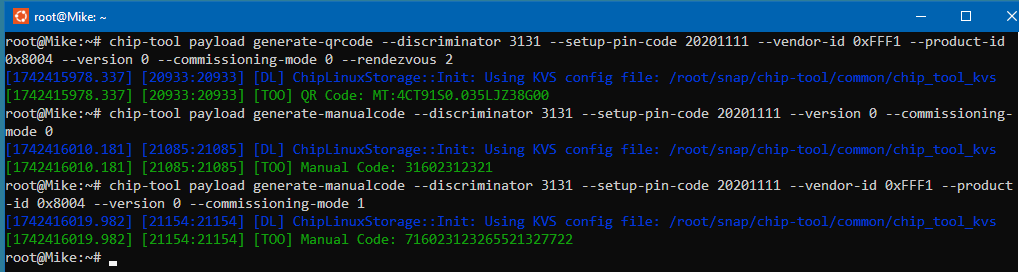 root@Mike: ~
root@Mike:~# chip-tool payload generate-qrcode --discriminator 3131 --setup-pin-code 20201111 --vendor-id 0xFFF1 --product-id
0x8004 --version 0 --commissioning-mode 0 --rendezvous 2
[1742415978.337] [20933:20933] [DL] ChipLinuxStorage::Init: Using KVS config file: /root/snap/chip-tool/common/chip_tool_kvs
[1742415978.337] [20933:20933] [TOO] QR Code: MT:4CT91S0.035LJZ38G00
root@Mike:~# chip-tool payload generate-manualcode --discriminator 3131 --setup-pin-code 20201111 --version 0 --commissioning-
mode 0
[1742416010.181] [21085:21085] [DL] ChipLinuxStorage::Init: Using KVS config file: /root/snap/chip-tool/common/chip_tool_kvs
[1742416010.181] [21085:21085] [TOO] Manual Code: 31602312321
root@Mike:~# chip-tool payload generate-manualcode --discriminator 3131 --setup-pin-code 20201111 --vendor-id 0xFFF1 --product
-id 0x8004 --version 0 --commissioning-mode 1
[1742416019.982] [21154:21154] [DL] ChipLinuxStorage::Init: Using KVS config file: /root/snap/chip-tool/common/chip_tool_kvs
[1742416019.982] [21154:21154] [TOO] Manual Code: 716023123265521327722
root@Mike:~#